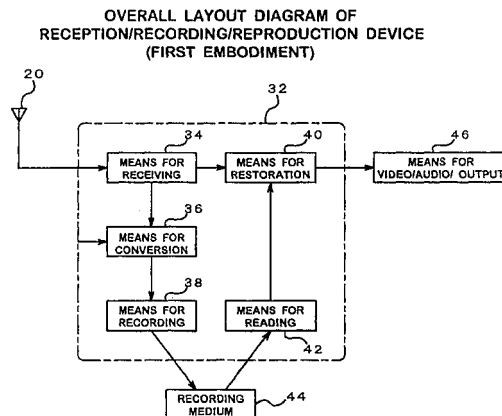 OVERALL LAYOUT DIAGRAM OF
RECEPTION/RECORDING/REPRODUCTION DEVICE
(FIRST EMBODIMENT)
20
32
34
40
46
MEANS FOR
RECEIVING
MEANS FOR
RESTORATION
MEANS FOR
VIDEO/AUDIO/ OUTPUT
36
MEANS FOR
CONVERSION
38
MEANS FOR
RECORDING
MEANS FOR
READING
42
RECORDING
MEDIUM
44